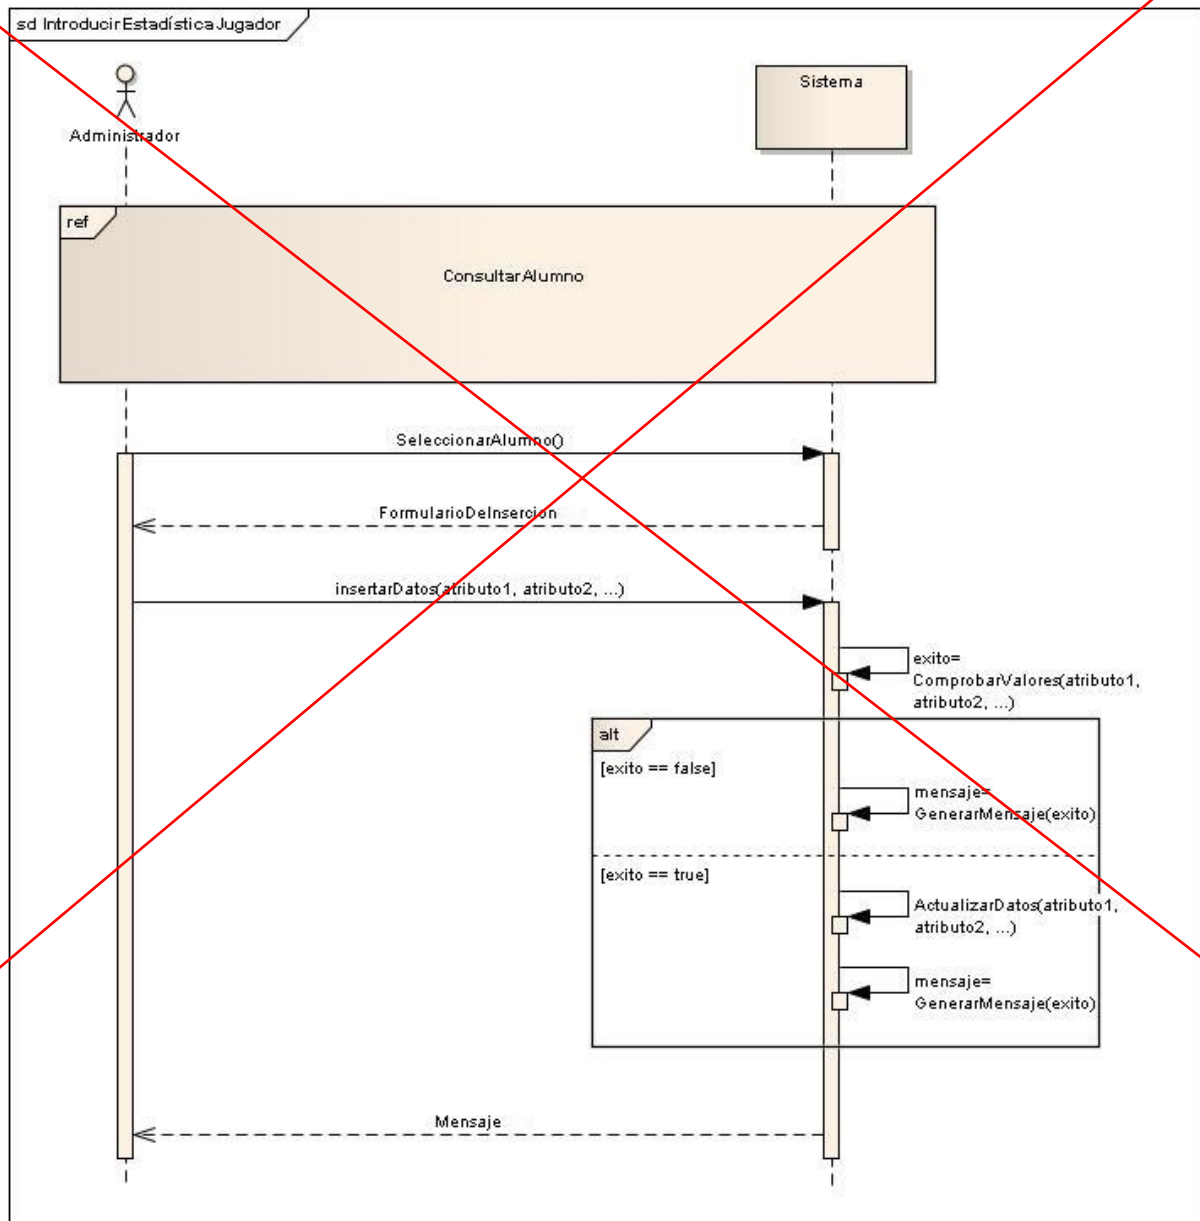 sd IntroducirEstadísticaJugador
Administrador
Sistema
ref
ConsultarAlumno
SeleccionarAlumno()
FormularioDeInsercion
insertarDatos(atributo1, atributo2, ...)
exito=
ComprobarValores(atributo1,
atributo2, ...)
alt
[exito == false]
mensaje=
GenerarMensaje(exito)
[exito == true]
ActualizarDatos(atributo1,
atributo2, ...)
mensaje=
GenerarMensaje(exito)
Mensaje